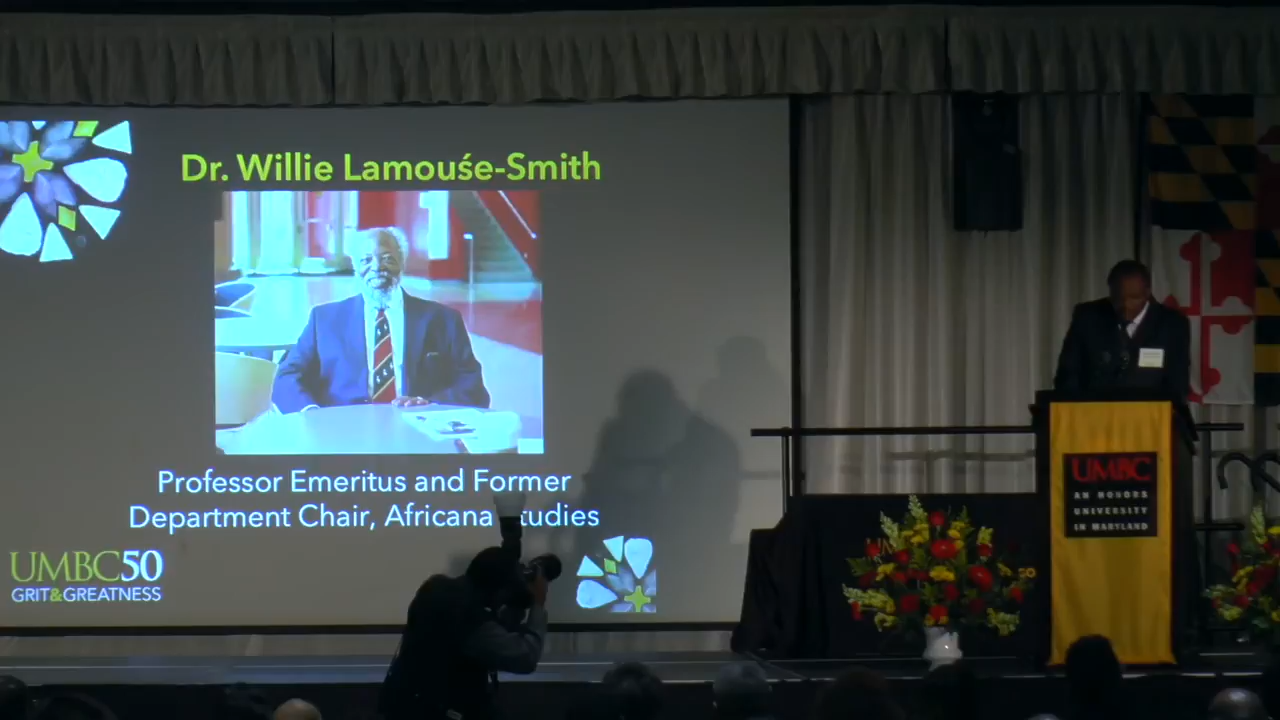 Dr. Willie Lamouśe-Smith
Professor Emeritus and Former
Department Chair, Africana Studies
UMBC50
GRIT&GREATNESS
UMBC
AN HONORS
UNIVERSITY
IN MARYLAND